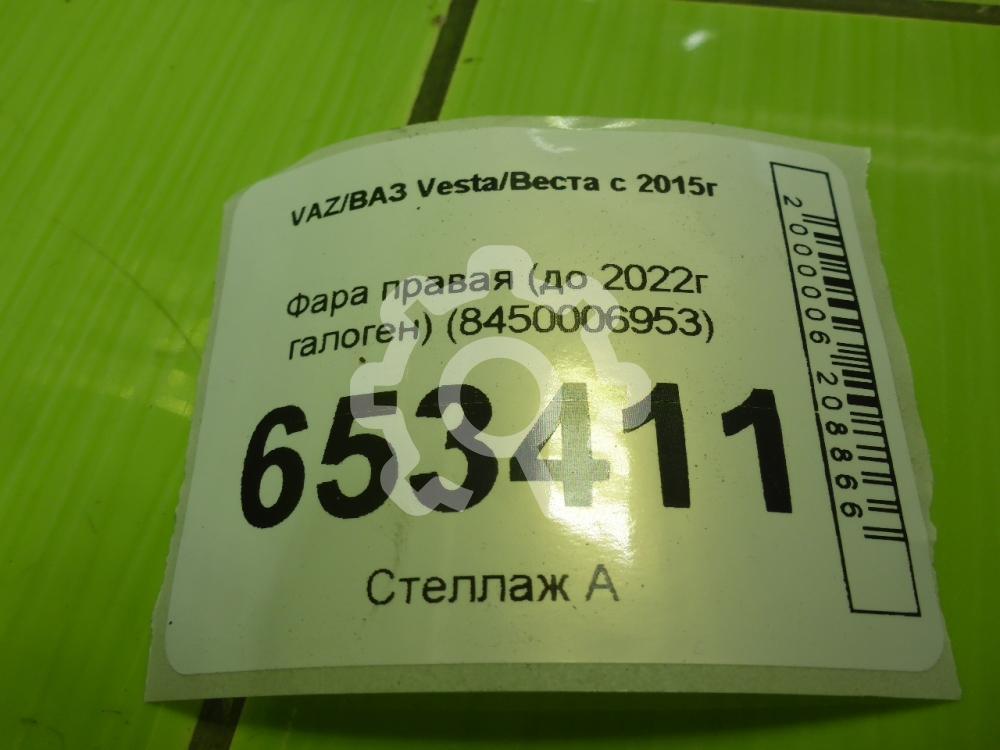 VAZ/ВАЗ Vesta/Веста с 2015г
Фара правая (до 2022г
галоген) (8450006953)
653411
Стеллаж А
2000006208866